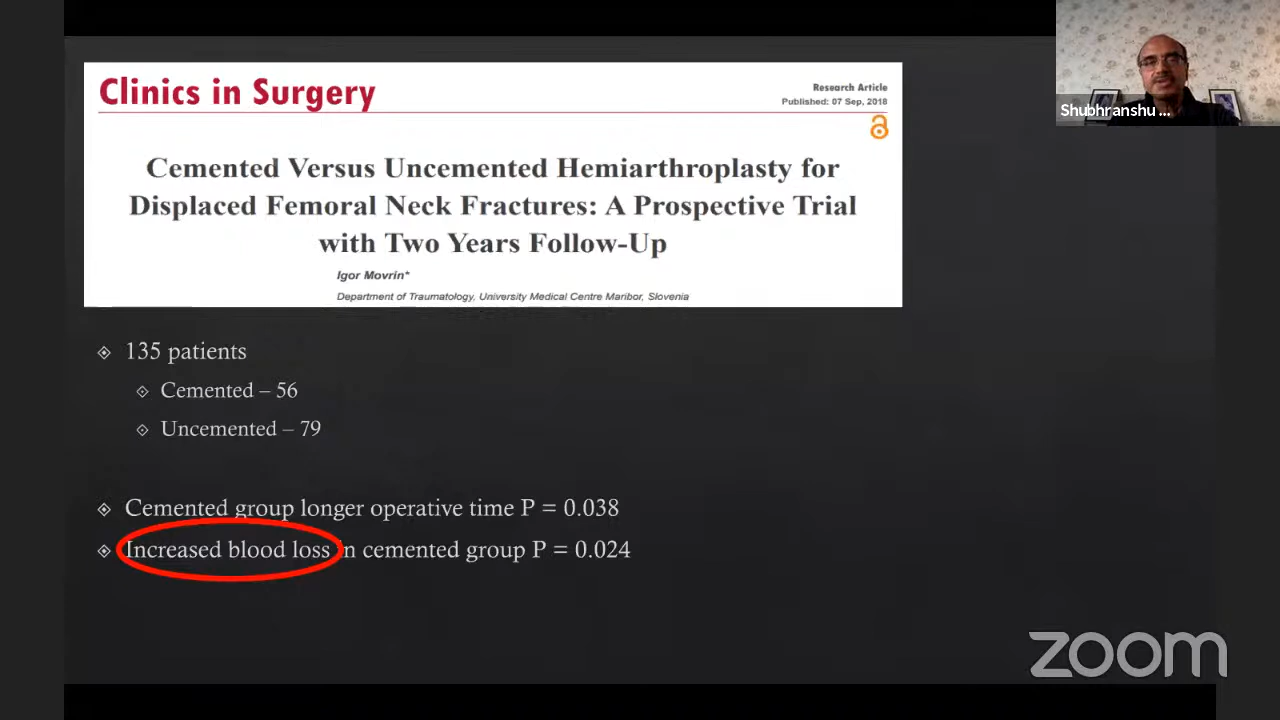 Clinics in Surgery
Research Article
Published: 07 Sep, 2018
Shubhranshu ...
Cemented Versus Uncemented Hemiarthroplasty for
Displaced Femoral Neck Fractures: A Prospective Trial
with Two Years Follow-Up
Igor Movrin*
Department of Traumatology, University Medical Centre Maribor, Slovenia
135 patients
Cemented – 56
Uncemented – 79
Cemented group longer operative time P = 0.038
Increased blood loss in cemented group P = 0.024
zoom